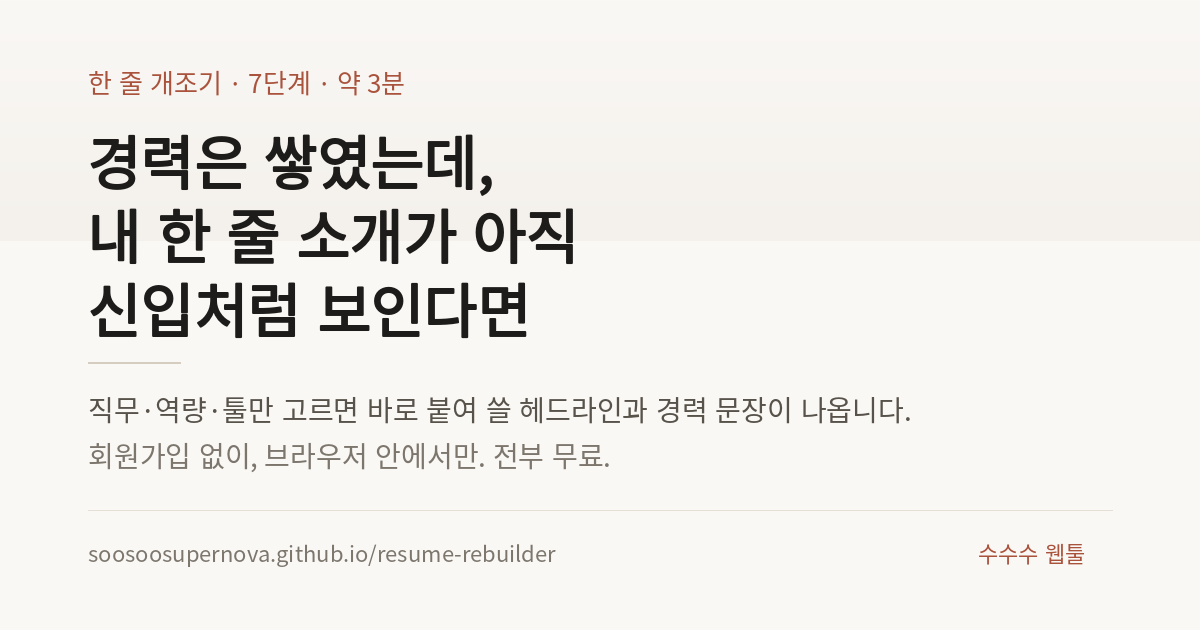 한 줄 개조기 · 7단계 · 약 3분
경력은 쌓였는데,
내 한 줄 소개가 아직
신입처럼 보인다면
직무·역량·툴만 고르면 바로 붙여 쓸 헤드라인과 경력 문장이 나옵니다.
회원가입 없이, 브라우저 안에서만. 전부 무료.
soosoosupernova.github.io/resume-rebuilder
수수수 웹툴